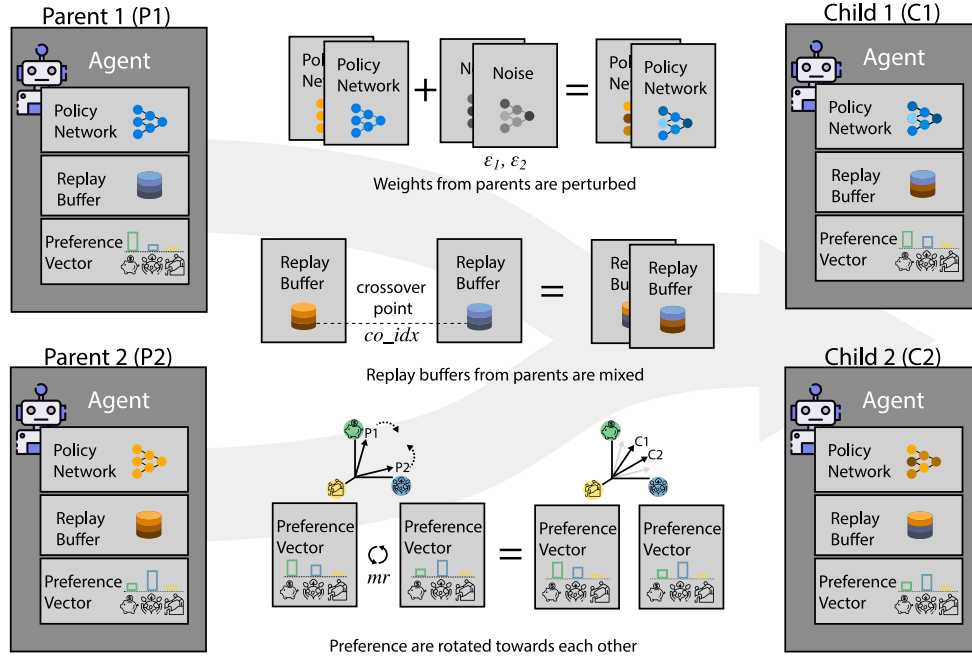 Parent 1 (P1)
Agent
Policy
Network
Replay
Buffer
Preference
Vector
Parent 2 (P2)
Agent
Policy
Network
Replay
Buffer
Preference
Vector
Policy
Network
+
Noise
=
Policy
Network
ε1, ε2
Weights from parents are perturbed
Replay
Buffer
crossover
point
co_idx
Replay
Buffer
=
Replay
Buffer
Replay buffers from parents are mixed
P1
P2
C1
C2
Preference
Vector
mr
Preference
Vector
=
Preference
Vector
Preference
Vector
Preference are rotated towards each other
Child 1 (C1)
Agent
Policy
Network
Replay
Buffer
Preference
Vector
Child 2 (C2)
Agent
Policy
Network
Replay
Buffer
Preference
Vector